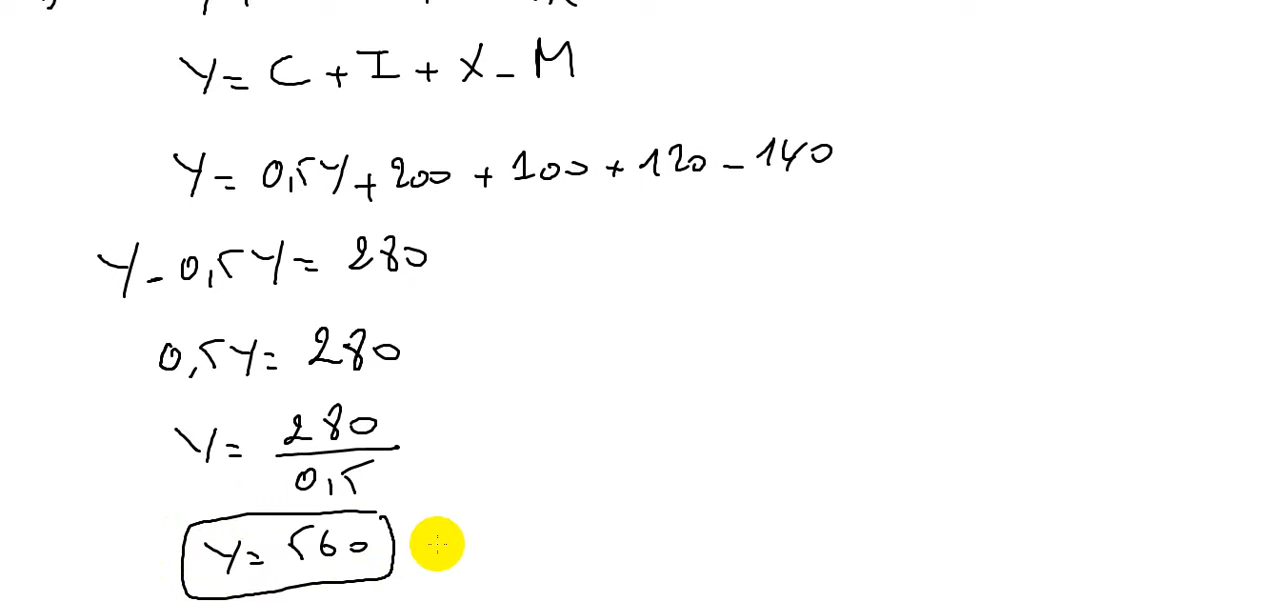 Y = C + I + X - M
Y = 0,5Y + 200 + 100 + 120 - 140
Y - 0,5Y = 280
0,5Y = 280
Y = 280 / 0,5
Y = 560